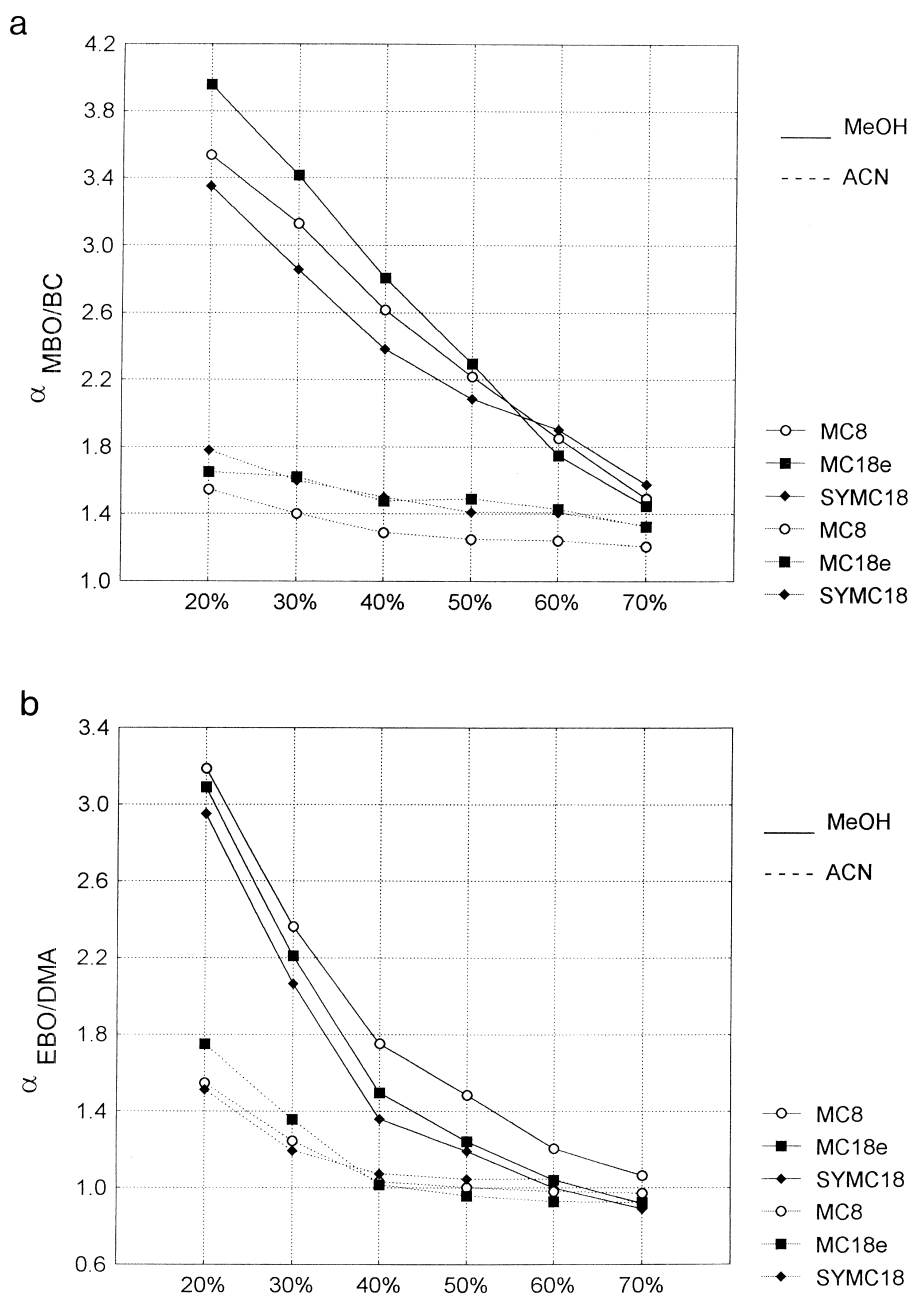 a
4.2
3.8
3.4
3.0
2.6
2.2
1.8
1.4
1.0
α MBO/BC
20% 30% 40% 50% 60% 70%
MeOH
ACN
MC8
MC18e
SYMC18
MC8
MC18e
SYMC18
b
3.4
3.0
2.6
2.2
1.8
1.4
1.0
0.6
α EBO/DMA
20% 30% 40% 50% 60% 70%
MeOH
ACN
MC8
MC18e
SYMC18
MC8
MC18e
SYMC18